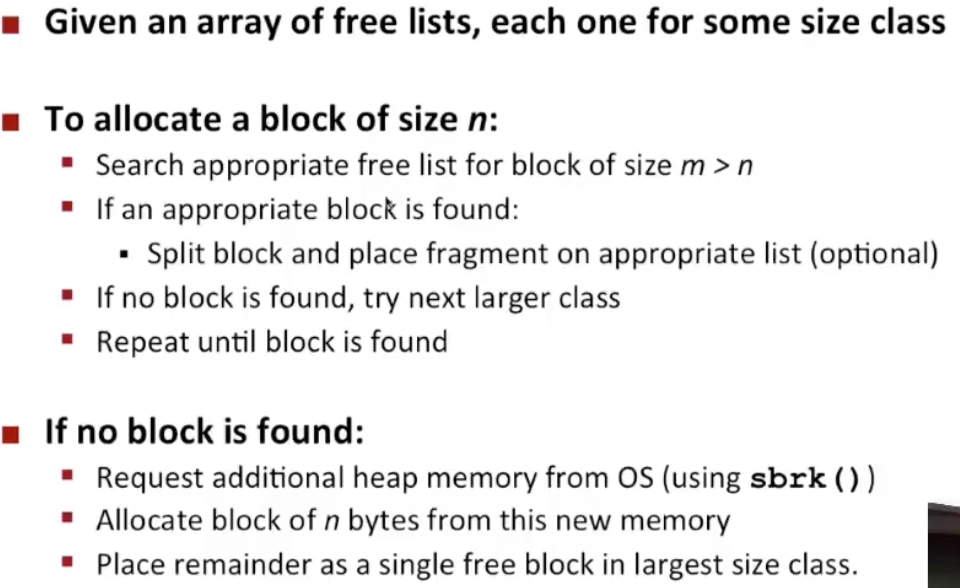 Given an array of free lists, each one for some size class
To allocate a block of size n:
Search appropriate free list for block of size m > n
If an appropriate block is found:
Split block and place fragment on appropriate list (optional)
If no block is found, try next larger class
Repeat until block is found
If no block is found:
Request additional heap memory from OS (using sbrk())
Allocate block of n bytes from this new memory
Place remainder as a single free block in largest size class.